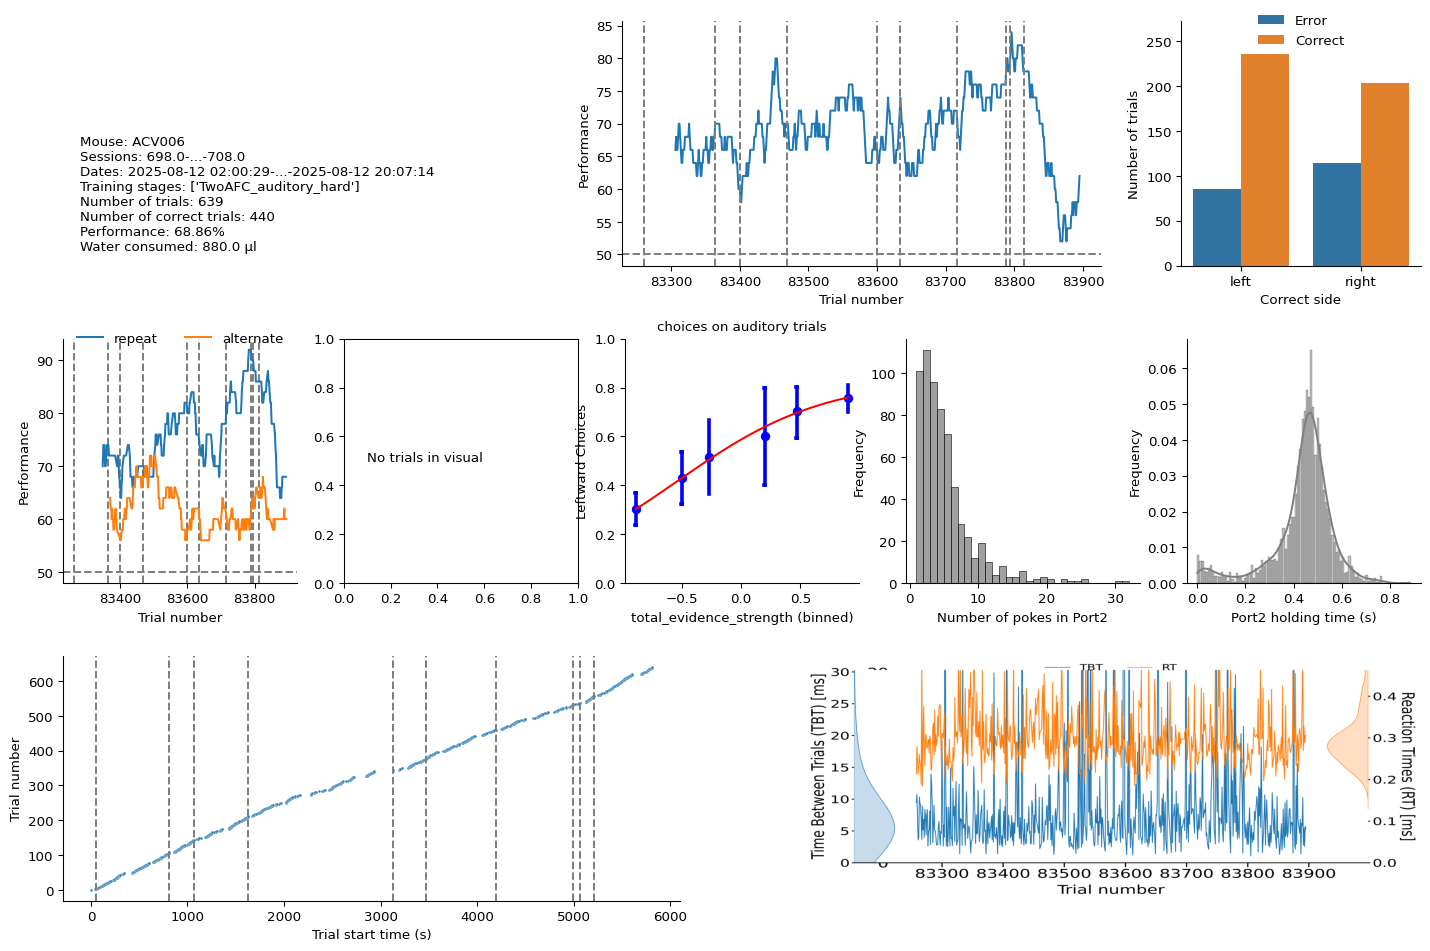 Mouse: ACV006
Sessions: 698.0-...-708.0
Dates: 2025-08-12 02:00:29-...-2025-08-12 20:07:14
Training stages: ['TwoAFC_auditory_hard']
Number of trials: 639
Number of correct trials: 440
Performance: 68.86%
Water consumed: 880.0 µl
Performance
85
80
75
70
65
60
55
50
83300 83400 83500 83600 83700 83800 83900
Trial number
Error
Correct
Number of trials
250
200
150
100
50
0
left right
Correct side
repeat alternate
Performance
90
80
70
60
50
83400 83600 83800
Trial number
1.0
0.8
0.6
0.4
0.2
0.0
No trials in visual
0.0 0.2 0.4 0.6 0.8 1.0
choices on auditory trials
Leftward Choices
1.0
0.8
0.6
0.4
0.2
0.0
−0.5 0.0 0.5
total_evidence_strength (binned)
Frequency
100
80
60
40
20
0
0 10 20 30
Number of pokes in Port2
Frequency
0.06
0.05
0.04
0.03
0.02
0.01
0.00
0.0 0.2 0.4 0.6 0.8
Port2 holding time (s)
Trial number
600
500
400
300
200
100
0
0 1000 2000 3000 4000 5000 6000
Trial start time (s)
TBT RT
Time Between Trials (TBT) [ms]
30
25
20
15
10
5
0
83300 83400 83500 83600 83700 83800 83900
Trial number
0.4
0.3
0.2
0.1
0.0
Reaction Times (RT) [ms]